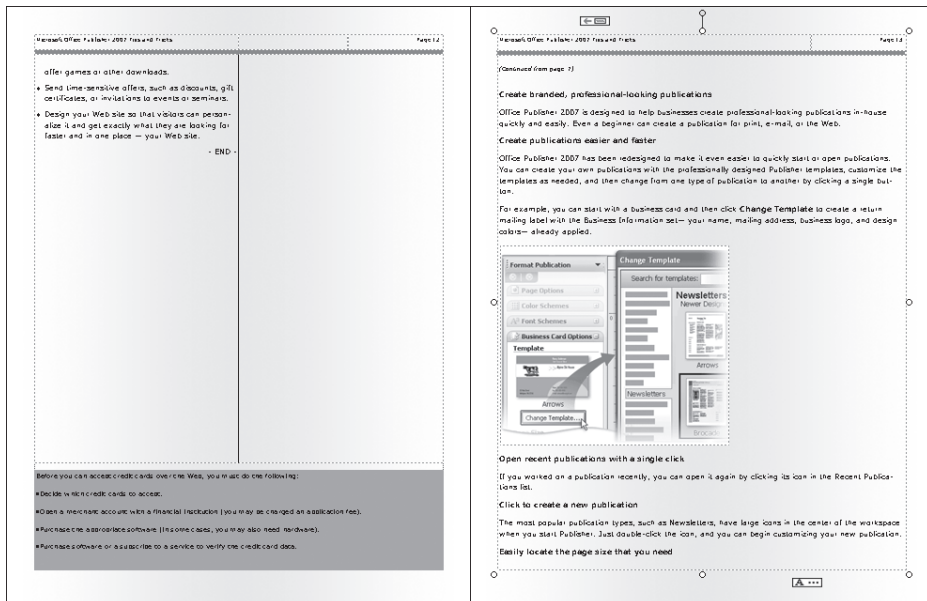 Microsoft Office Publisher 2007 Tips and Tricks
Page 12
offer games or other downloads.
• Send time-sensitive offers, such as discounts, gift
certificates, or invitations to events or seminars.
• Design your Web site so that visitors can person-
alize it and get exactly what they are looking for
faster and in one place — your Web site.
- END -
Before you can accept credit cards over the Web, you must do the following:
•Decide which credit cards to accept.
•Open a merchant account with a financial institution (you may be charged an application fee).
•Purchase the appropriate software (in some cases, you may also need hardware).
•Purchase software or a subscribe to a service to verify the credit card data.
Microsoft Office Publisher 2007 Tips and Tricks
Page 13
(Continued from page 7)
Create branded, professional-looking publications
Office Publisher 2007 is designed to help businesses create professional-looking publications in-house
quickly and easily. Even a beginner can create a publication for print, e-mail, or the Web.
Create publications easier and faster
Office Publisher 2007 has been redesigned to make it even easier to quickly start or open publications.
You can create your own publications with the professionally designed Publisher templates, customize the
templates as needed, and then change from one type of publication to another by clicking a single but-
ton.
For example, you can start with a business card and then click Change Template to create a return
mailing label with the Business Information set— your name, mailing address, business logo, and design
colors— already applied.
Format Publication
Page Options
Color Schemes
Font Schemes
Business Card Options
Template
Arrows
Change Template...
Change Template
Search for templates:
Newsletters
Newer Design
Arrows
Newsletters
Brocade
Open recent publications with a single click
If you worked on a publication recently, you can open it again by clicking its icon in the Recent Publica-
tions list.
Click to create a new publication
The most popular publication types, such as Newsletters, have large icons in the center of the workspace
when you start Publisher. Just double-click the icon, and you can begin customizing your new publication.
Easily locate the page size that you need
A ...